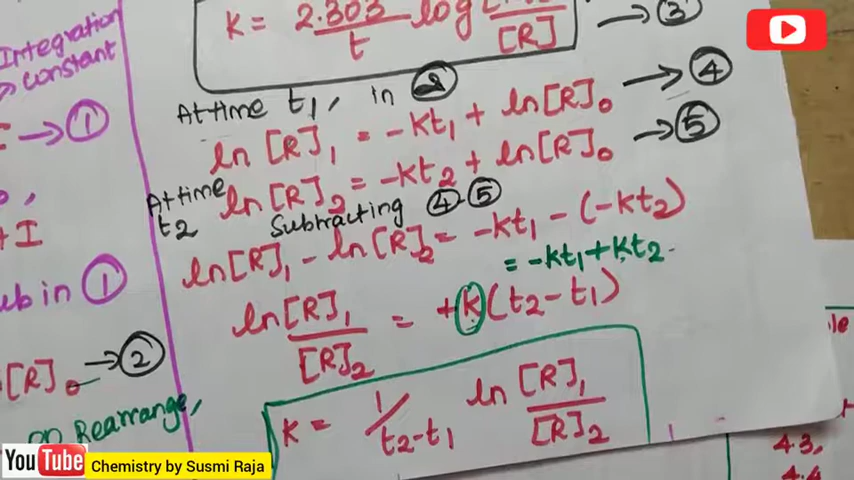 Integration
constant
→ ①
+ I
sub in ①
[R]₀ → ②
on Rearrange,
K = 2.303/t log /[R] → ③
At time t₁, in ②
ln [R]₁ = -Kt₁ + ln[R]₀ → ④
At time t₂ ln [R]₂ = -Kt₂ + ln[R]₀ → ⑤
Subtracting ④-⑤
ln[R]₁ - ln[R]₂ = -Kt₁ - (-Kt₂)
= -Kt₁ + Kt₂
ln [R]₁/[R]₂ = +K(t₂ - t₁)
K = 1/t₂-t₁ ln [R]₁/[R]₂
4.3,
4.4
YouTube Chemistry by Susmi Raja